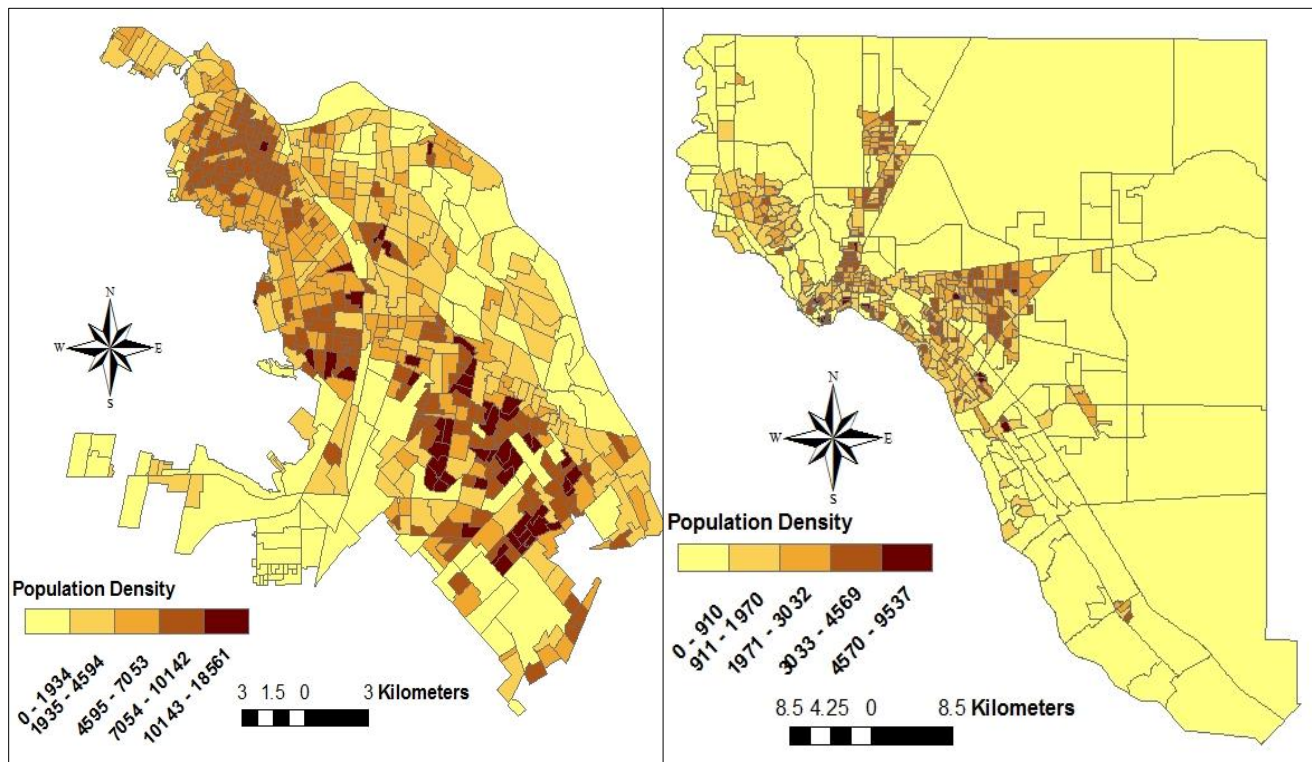 N
W E
S
Population Density
0 - 1934
1935 - 4594
4595 - 7053
7054 - 10142
10143 - 18561
3 1.5 0 3 Kilometers
N
W E
S
Population Density
0 - 910
911 - 1970
1971 - 3032
3033 - 4569
4570 - 9537
8.5 4.25 0 8.5 Kilometers